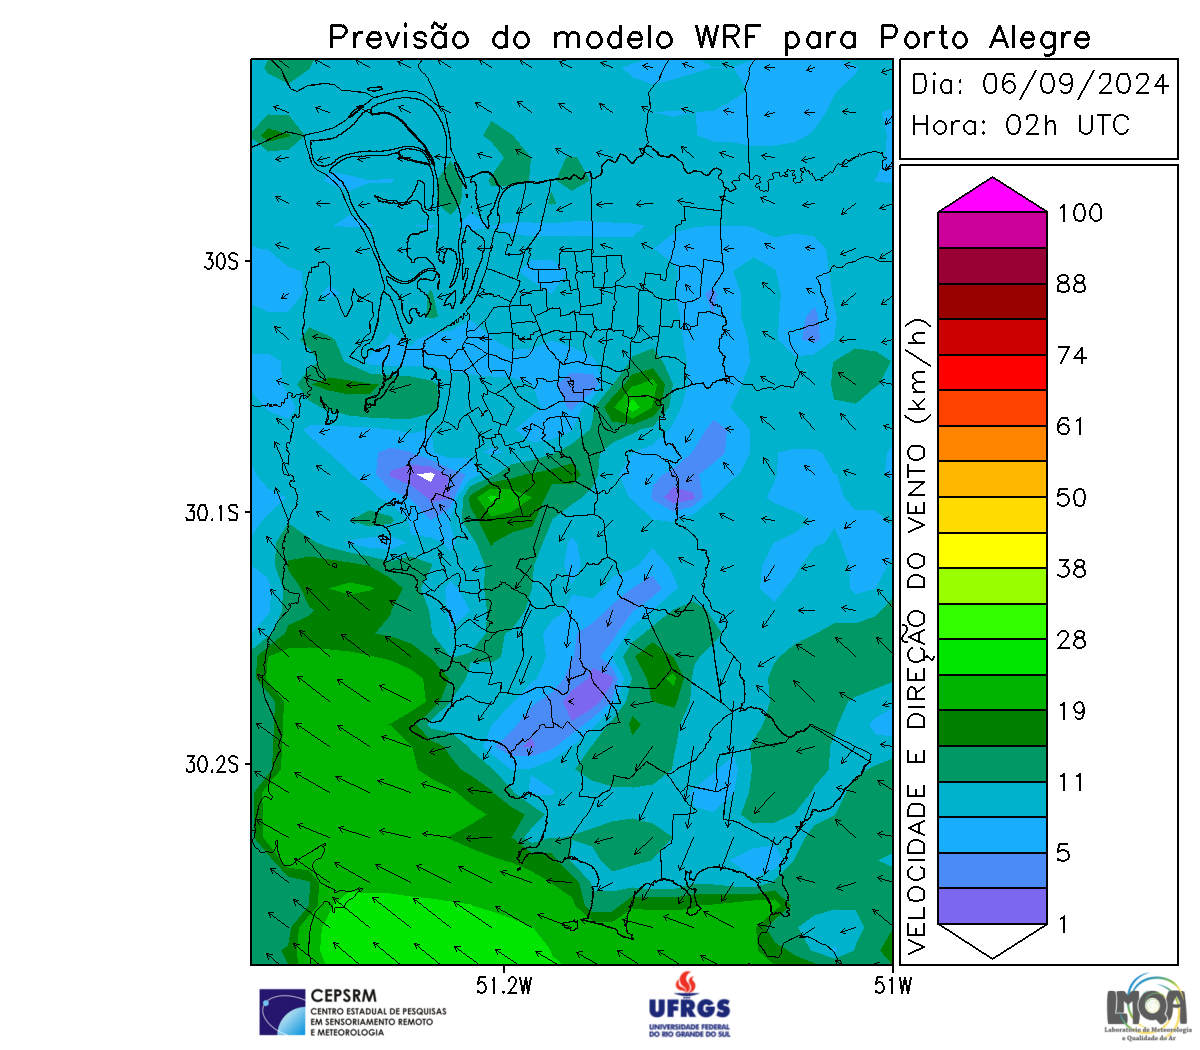 Previsão do modelo WRF para Porto Alegre
Dia: 06/09/2024
Hora: 02h UTC
100
88
74
61
50
38
28
19
11
5
1
VELOCIDADE E DIREÇÃO DO VENTO (km/h)
30S
30.1S
30.2S
51.2W
51W
CEPSRM
CENTRO ESTADUAL DE PESQUISAS
EM SENSORIAMENTO REMOTO
E METEOROLOGIA
UFRGS
UNIVERSIDADE FEDERAL
DO RIO GRANDE DO SUL
LMQA
Laboratório de Meteorologia
e Qualidade do Ar